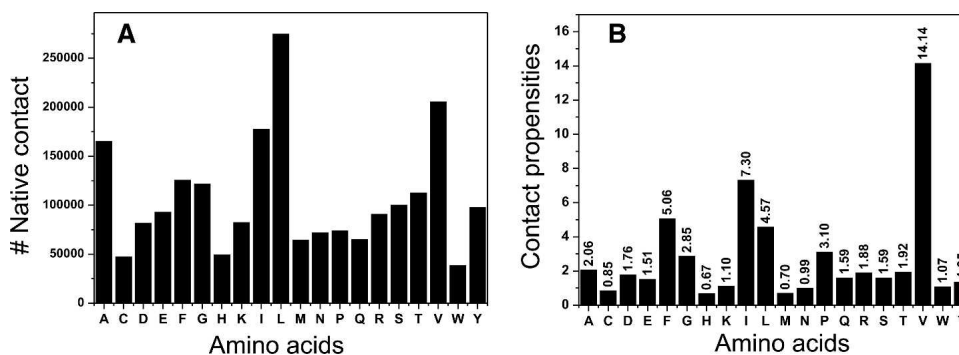 A
# Native contact
250000
200000
150000
100000
50000
0
A C D E F G H K I L M N P Q R S T V W Y
Amino acids
B
Contact propensities
16
14
12
10
8
6
4
2
0
2.06 0.85 1.76 1.51 5.06 2.85 0.67 1.10 7.30 4.57 0.70 0.99 3.10 1.59 1.88 1.59 1.92 14.14 1.07
A C D E F G H K I L M N P Q R S T V W
Amino acids